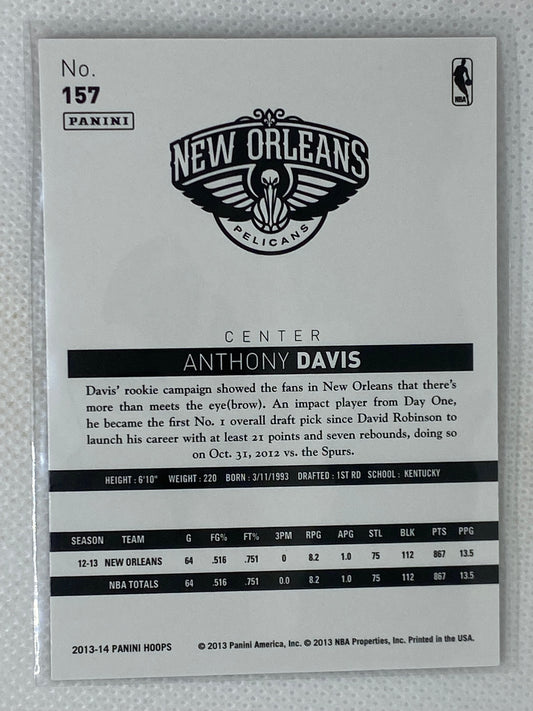 No.
157
PANINI
NBA
NEW ORLEANS
PELICANS
CENTER
ANTHONY DAVIS
Davis' rookie campaign showed the fans in New Orleans that there's
more than meets the eye(brow). An impact player from Day One,
he became the first No. 1 overall draft pick since David Robinson to
launch his career with at least 21 points and seven rebounds, doing so
on Oct. 31, 2012 vs. the Spurs.
HEIGHT : 6'10" WEIGHT : 220 BORN : 3/11/1993 DRAFTED : 1ST RD SCHOOL : KENTUCKY
SEASON TEAM G FG% FT% 3PM RPG APG STL BLK PTS PPG
12-13 NEW ORLEANS 64 .516 .751 0 8.2 1.0 75 112 867 13.5
NBA TOTALS 64 .516 .751 0.0 8.2 1.0 75 112 867 13.5
2013-14 PANINI HOOPS © 2013 Panini America, Inc. © 2013 NBA Properties, Inc. Printed in the USA.